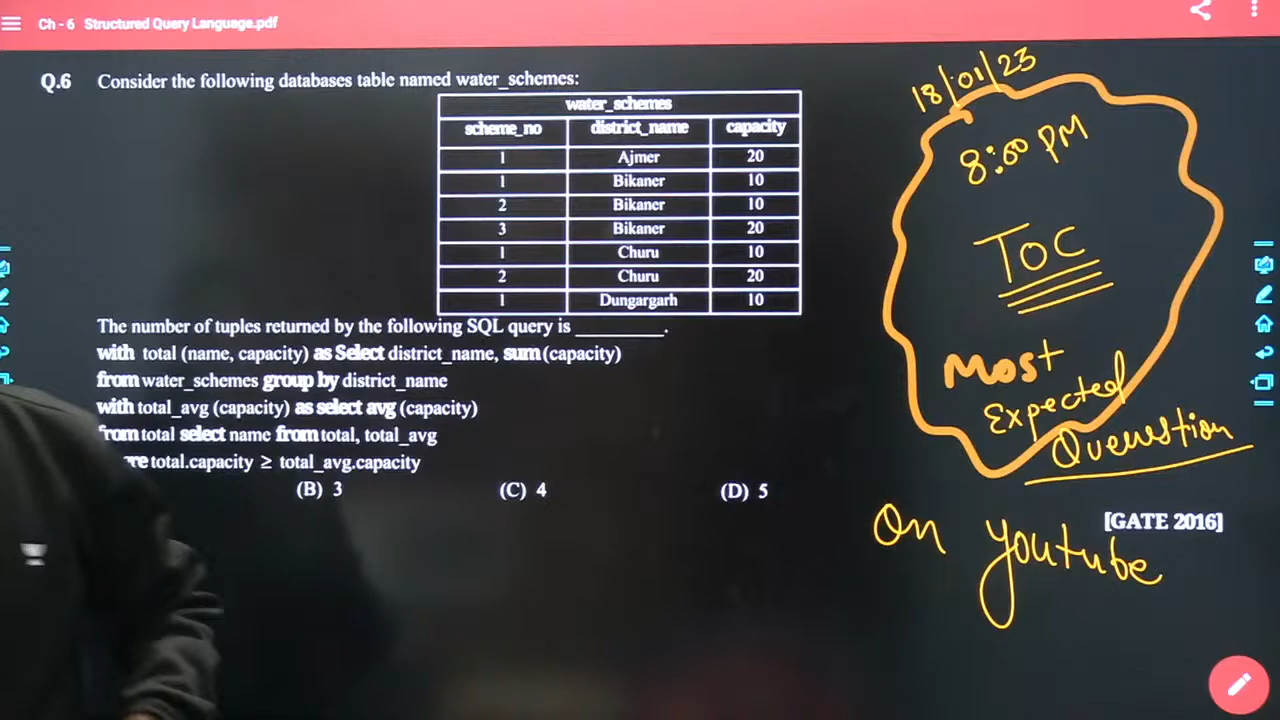 Ch - 6 Structured Query Language.pdf
Q.6 Consider the following databases table named water_schemes:
water_schemes
scheme_no district_name capacity
1 Ajmer 20
1 Bikaner 10
2 Bikaner 10
3 Bikaner 20
1 Churu 10
2 Churu 20
1 Dungargarh 10
The number of tuples returned by the following SQL query is _________.
with total (name, capacity) as Select district_name, sum (capacity)
from water_schemes group by district_name
with total_avg (capacity) as select avg (capacity)
from total select name from total, total_avg
re total.capacity ≥ total_avg.capacity
(B) 3 (C) 4 (D) 5
[GATE 2016]
18/01/23
8:00 PM
TOC
Most
Expected
Quenstion
On youtube